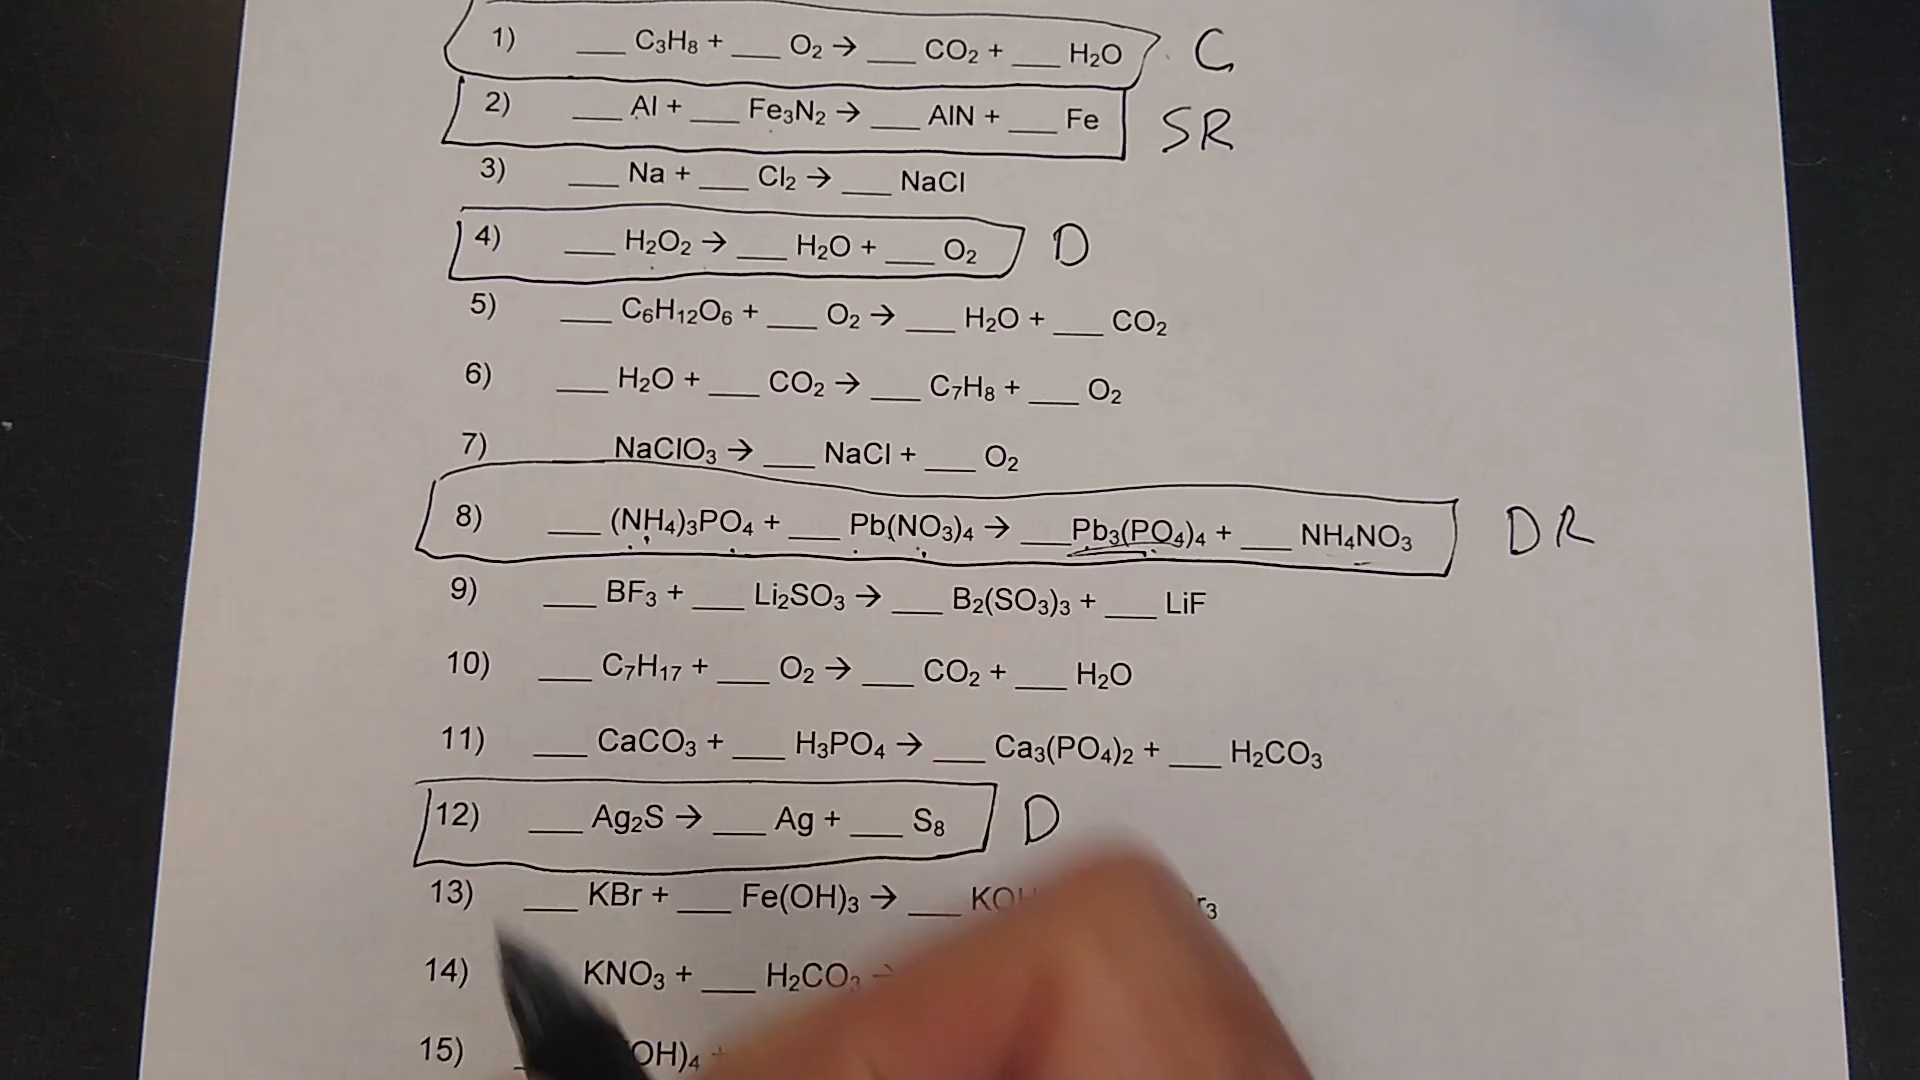 1) ___ C₃H₈ + ___ O₂ → ___ CO₂ + ___ H₂O C
2) ___ Al + ___ Fe₃N₂ → ___ AlN + ___ Fe SR
3) ___ Na + ___ Cl₂ → ___ NaCl
4) ___ H₂O₂ → ___ H₂O + ___ O₂ D
5) ___ C₆H₁₂O₆ + ___ O₂ → ___ H₂O + ___ CO₂
6) ___ H₂O + ___ CO₂ → ___ C₇H₈ + ___ O₂
7) NaClO₃ → ___ NaCl + ___ O₂
8) ___ (NH₄)₃PO₄ + ___ Pb(NO₃)₄ → ___ Pb₃(PO₄)₄ + ___ NH₄NO₃ DR
9) ___ BF₃ + ___ Li₂SO₃ → ___ B₂(SO₃)₃ + ___ LiF
10) ___ C₇H₁₇ + ___ O₂ → ___ CO₂ + ___ H₂O
11) ___ CaCO₃ + ___ H₃PO₄ → ___ Ca₃(PO₄)₂ + ___ H₂CO₃
12) ___ Ag₂S → ___ Ag + ___ S₈ D
13) ___ KBr + ___ Fe(OH)₃ → ___ KOH r₃
14) KNO₃ + ___ H₂CO₃ →
15) OH)₄ +